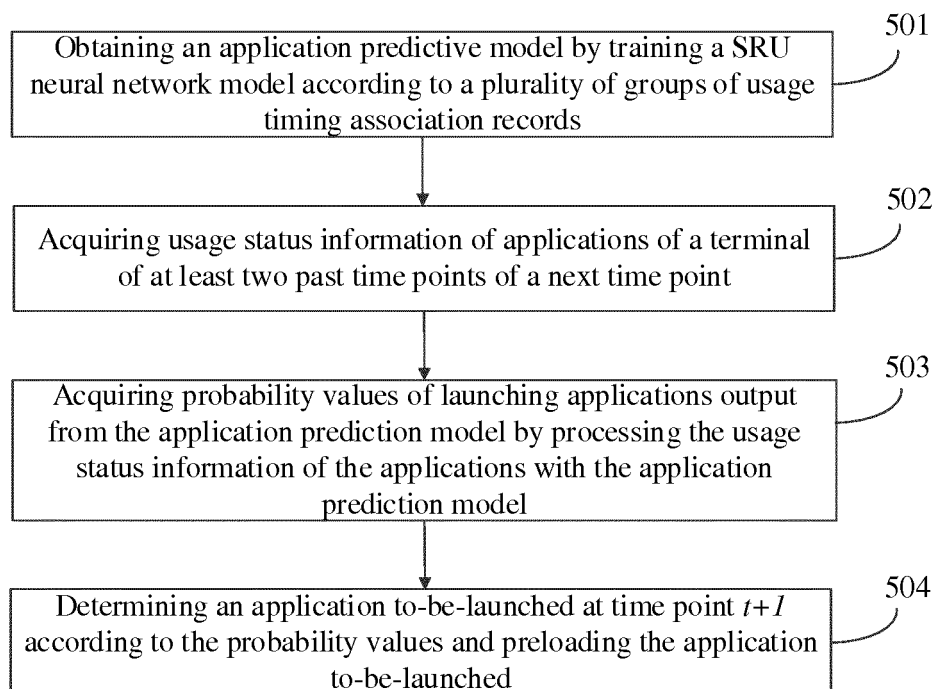 501
Obtaining an application predictive model by training a SRU
neural network model according to a plurality of groups of usage
timing association records
502
Acquiring usage status information of applications of a terminal
of at least two past time points of a next time point
503
Acquiring probability values of launching applications output
from the application prediction model by processing the usage
status information of the applications with the application
prediction model
504
Determining an application to-be-launched at time point t+1
according to the probability values and preloading the application
to-be-launched